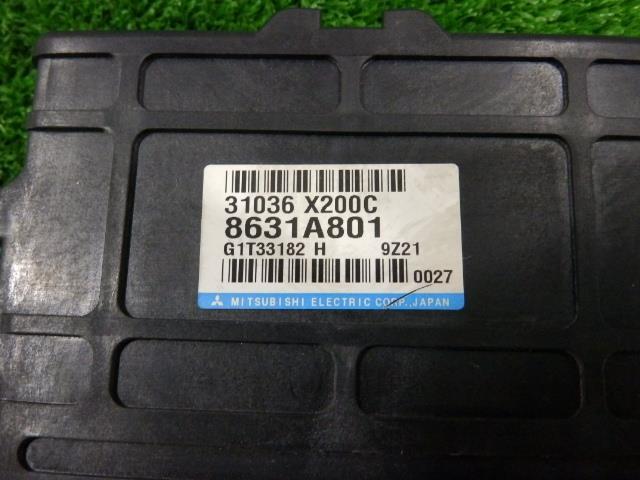 31036 X200C
8631A801
G1T33182 H 9Z21
0027
MITSUBISHI ELECTRIC CORP.,JAPAN